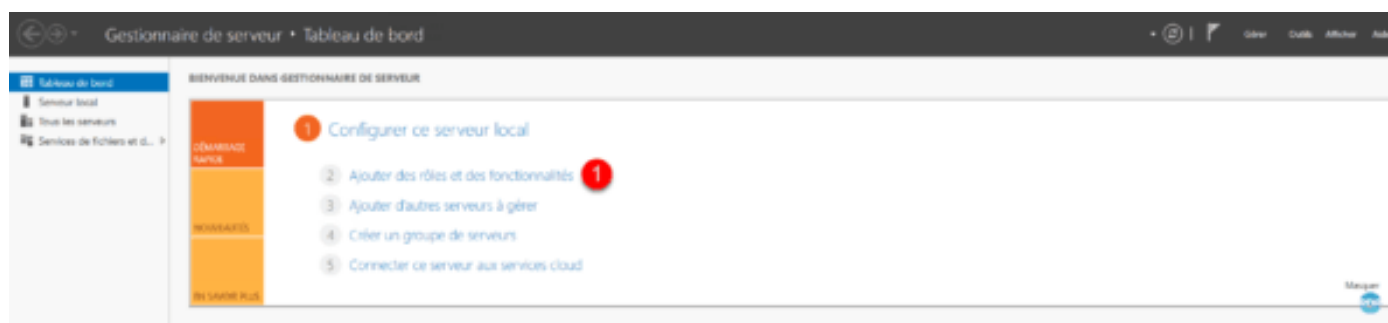 Gestionnaire de serveur • Tableau de bord
Gérer Outils Afficher Aide
Tableau de bord
Serveur local
Tous les serveurs
Services de fichiers et d...
BIENVENUE DANS GESTIONNAIRE DE SERVEUR
DÉMARRAGE
RAPIDE
NOUVEAUTÉS
EN SAVOIR PLUS
1 Configurer ce serveur local
2 Ajouter des rôles et des fonctionnalités 1
3 Ajouter d'autres serveurs à gérer
4 Créer un groupe de serveurs
5 Connecter ce serveur aux services cloud
Masquer